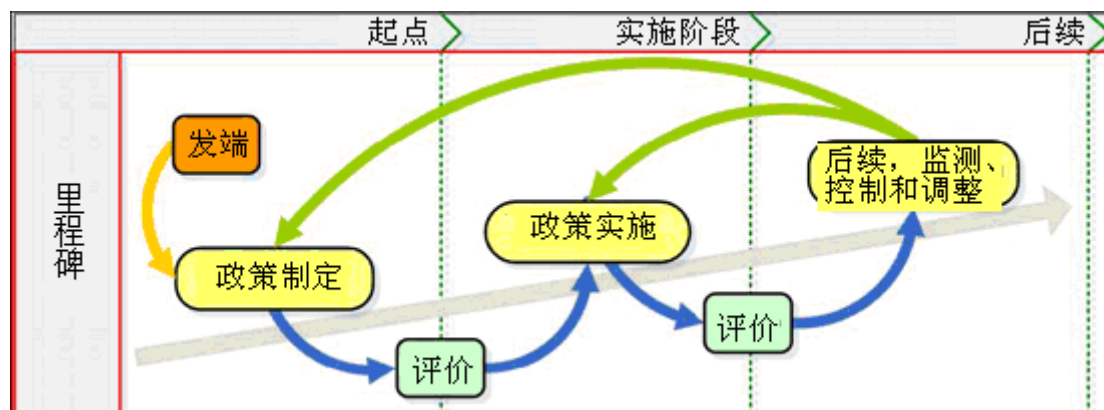 起点
实施阶段
后续
里程碑
发端
政策制定
评价
政策实施
评价
后续，监测、
控制和调整